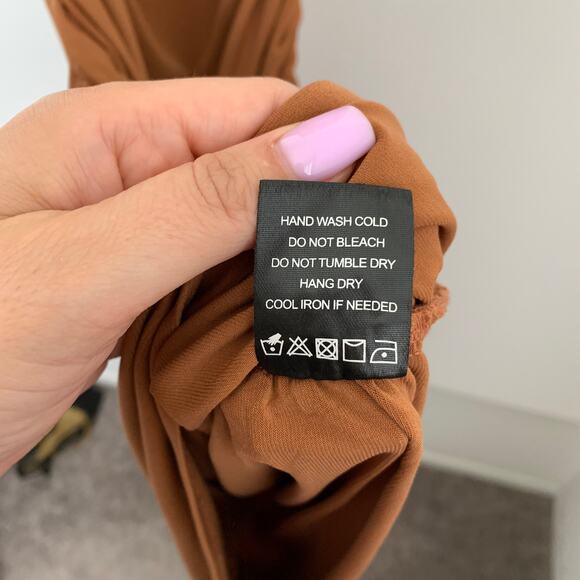 HAND WASH COLD
DO NOT BLEACH
DO NOT TUMBLE DRY
HANG DRY
COOL IRON IF NEEDED